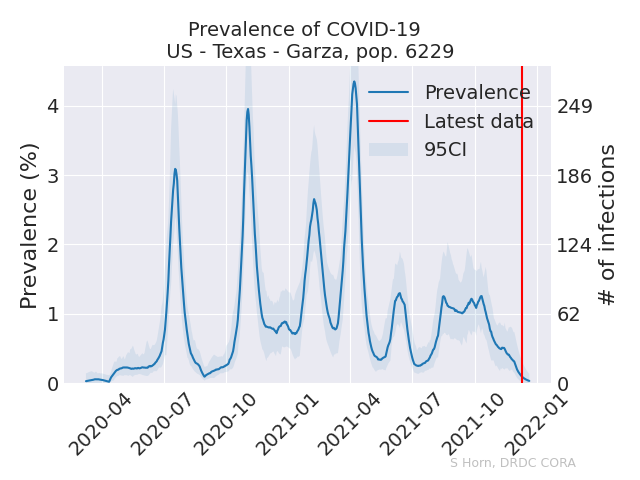 Prevalence of COVID-19
US - Texas - Garza, pop. 6229
Prevalence
Latest data
95CI
Prevalence (%)
4
3
2
1
0
249
186
124
62
0
# of infections
2020-04
2020-07
2020-10
2021-01
2021-04
2021-07
2021-10
2022-01
S Horn, DRDC CORA